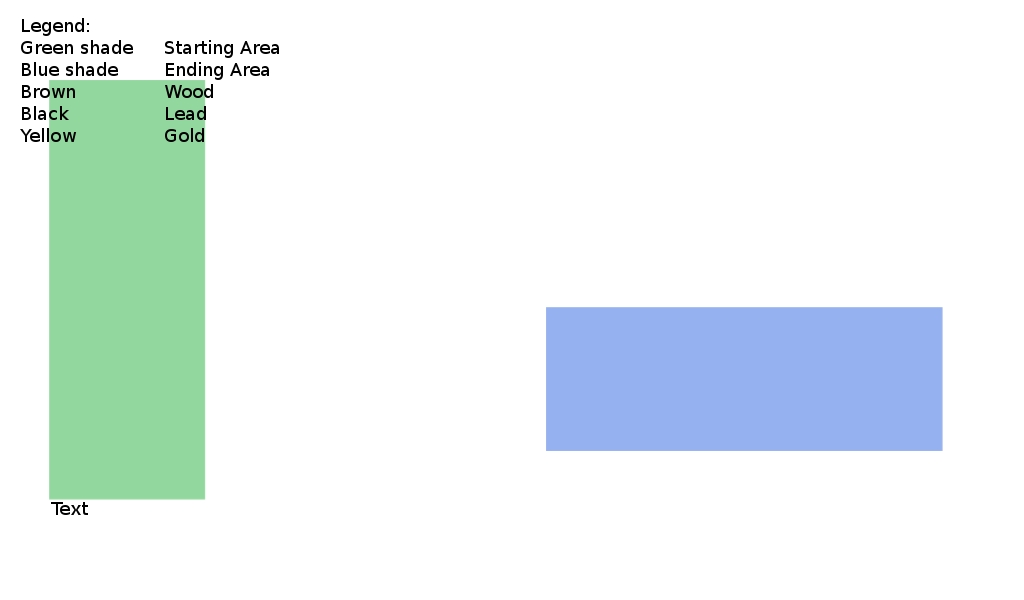 Legend:
Green shade Starting Area
Blue shade Ending Area
Brown Wood
Black Lead
Yellow Gold
Text